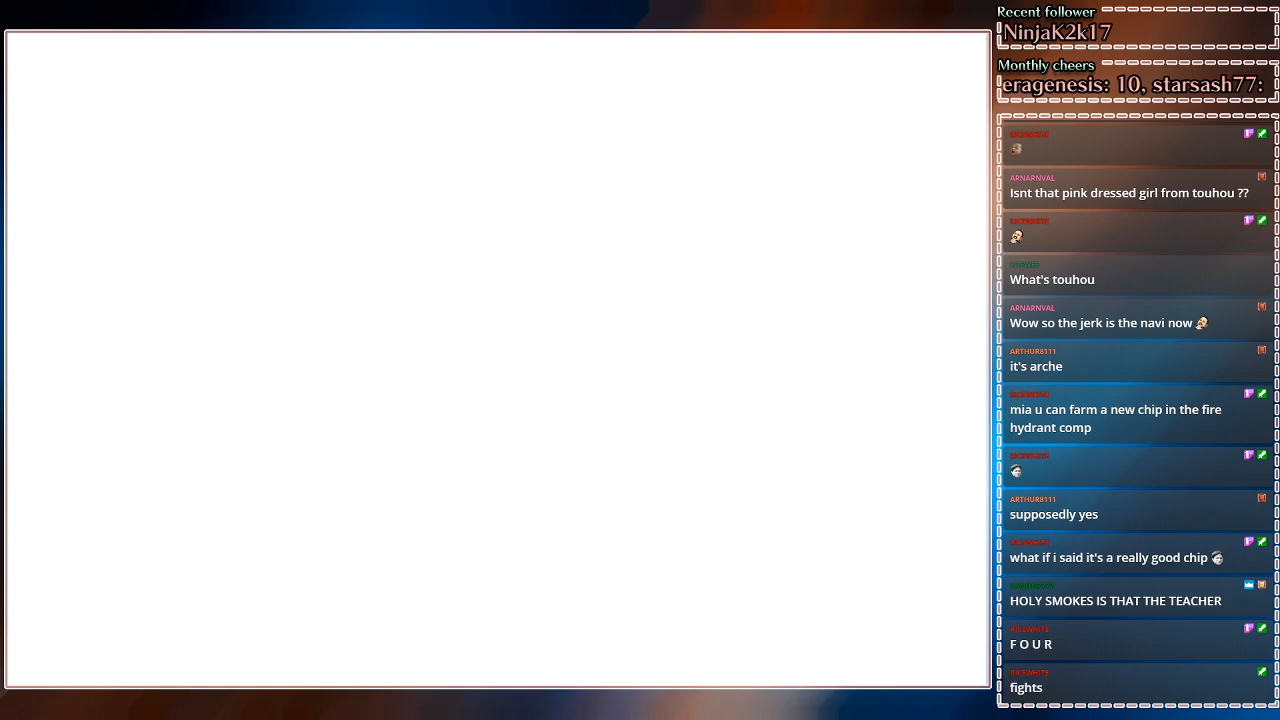 Recent follower
NinjaK2k17
Monthly cheers
eragenesis: 10, starsash77:
ARNARNVAL
Isnt that pink dressed girl from touhou ??
What's touhou
ARNARNVAL
Wow so the jerk is the navi now
ARTHUR8111
it's arche
mia u can farm a new chip in the fire
hydrant comp
ARTHUR8111
supposedly yes
what if i said it's a really good chip
HOLY SMOKES IS THAT THE TEACHER
F O U R
fights